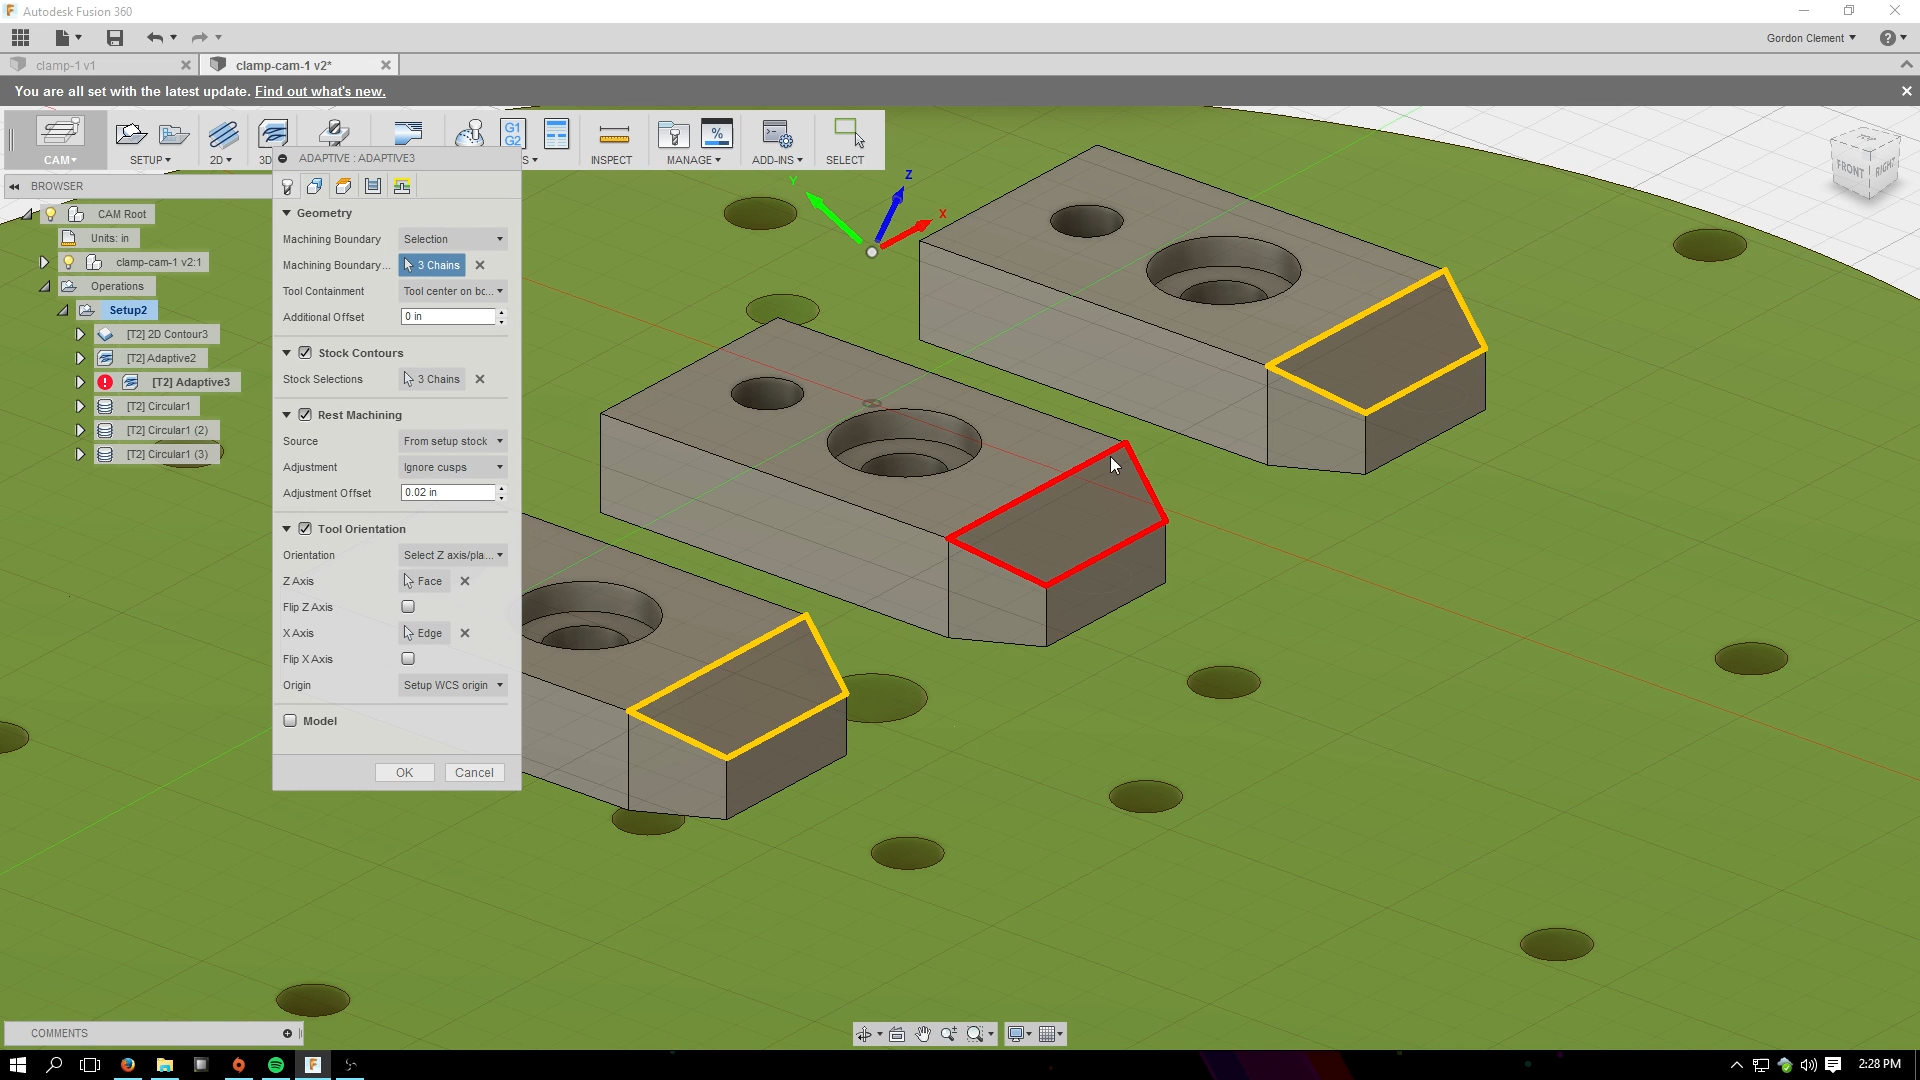 Autodesk Fusion 360
Gordon Clement
clamp-1 v1
clamp-cam-1 v2*
You are all set with the latest update. Find out what's new.
CAM
SETUP
2D
3D
G1
G2
S
INSPECT
%
MANAGE
ADD-INS
SELECT
FRONT
RIGHT
BROWSER
CAM Root
Units: in
clamp-cam-1 v2:1
Operations
Setup2
[T2] 2D Contour3
[T2] Adaptive2
[T2] Adaptive3
[T2] Circular1
[T2] Circular1 (2)
[T2] Circular1 (3)
ADAPTIVE : ADAPTIVE3
Geometry
Machining Boundary Selection
Machining Boundary... 3 Chains
Tool Containment Tool center on bc...
Additional Offset 0 in
Stock Contours
Stock Selections 3 Chains
Rest Machining
Source From setup stock
Adjustment Ignore cusps
Adjustment Offset 0.02 in
Tool Orientation
Orientation Select Z axis/pla...
Z Axis Face
Flip Z Axis
X Axis Edge
Flip X Axis
Origin Setup WCS origin
Model
OK Cancel
Y
Z
X
COMMENTS
2:28 PM